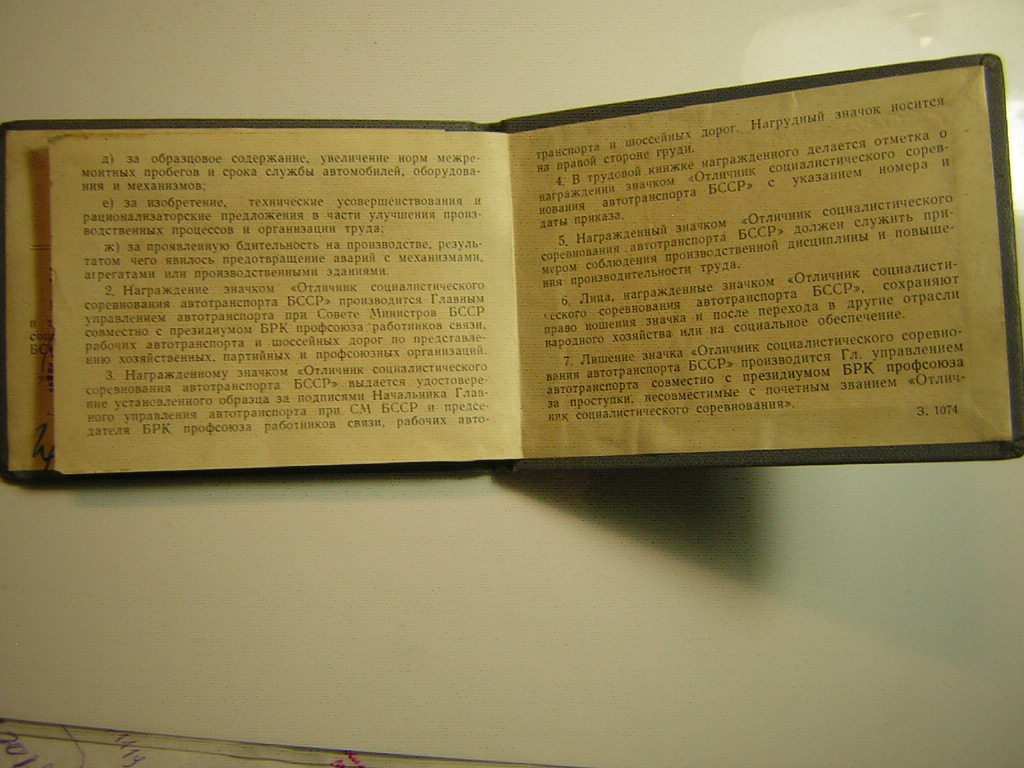 д) за образцовое содержание, увеличение норм межре-
монтных пробегов и срока службы автомобилей, оборудова-
ния и механизмов;
е) за изобретение, технические усовершенствования и
рационализаторские предложения в части улучшения произ-
водственных процессов и организации труда;
ж) за проявленную бдительность на производстве, резуль-
татом чего явилось предотвращение аварий с механизмами,
агрегатами или производственными зданиями.
2. Награждение значком «Отличник социалистического
соревнования автотранспорта БССР» производится Главным
управлением автотранспорта при Совете Министров БССР
совместно с президиумом БРК профсоюза работников связи,
рабочих автотранспорта и шоссейных дорог по представле-
нию хозяйственных, партийных и профсоюзных организаций.
3. Награжденному значком «Отличник социалистического
соревнования автотранспорта БССР» выдается удостовере-
ние установленного образца за подписями Начальника Глав-
ного управления автотранспорта при СМ БССР и предсе-
дателя БРК профсоюза работников связи, рабочих авто-
транспорта и шоссейных дорог. Нагрудный значок носится
на правой стороне груди.
4. В трудовой книжке награжденного делается отметка о
награждении значком «Отличник социалистического сорев-
нования автотранспорта БССР» с указанием номера и
даты приказа.
5. Награжденный значком «Отличник социалистического
соревнования автотранспорта БССР» должен служить при-
мером соблюдения производственной дисциплины и повыше-
ния производительности труда.
6. Лица, награжденные значком «Отличник социалисти-
ческого соревнования автотранспорта БССР», сохраняют
право ношения значка и после перехода в другие отрасли
народного хозяйства или на социальное обеспечение.
7. Лишение значка «Отличник социалистического соревно-
вания автотранспорта БССР» производится Гл. управлением
автотранспорта совместно с президиумом БРК профсоюза
за проступки, несовместимые с почетным званием «Отлич-
ник социалистического соревнования».
З. 1074